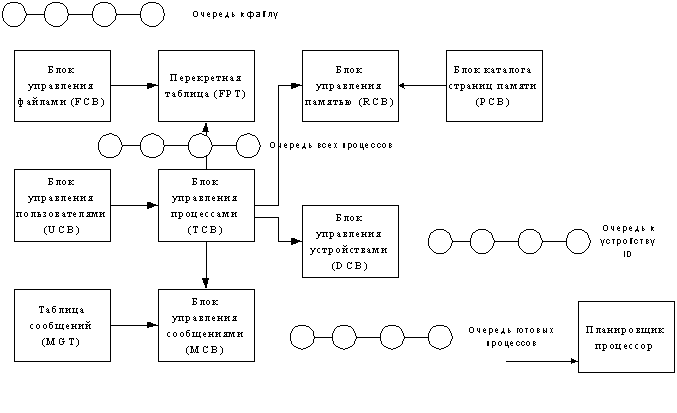 Очередь к файлу
Блок
управления
файлами (FCB)
Перекретная
таблица (FPT)
Блок
управления
памятью (RCB)
Блок каталога
страниц памяти
(PCB)
Очередь всех процессов
Блок
управления
пользователями
(UCB)
Блок
управления
процессами
(TCB)
Блок
управления
устройствами
(DCB)
Очередь к
устройству
ID
Таблица
сообщений
(MGT)
Блок
управления
сообщениями
(MCB)
Очередь готовых
процессов
Планировщик
процессор